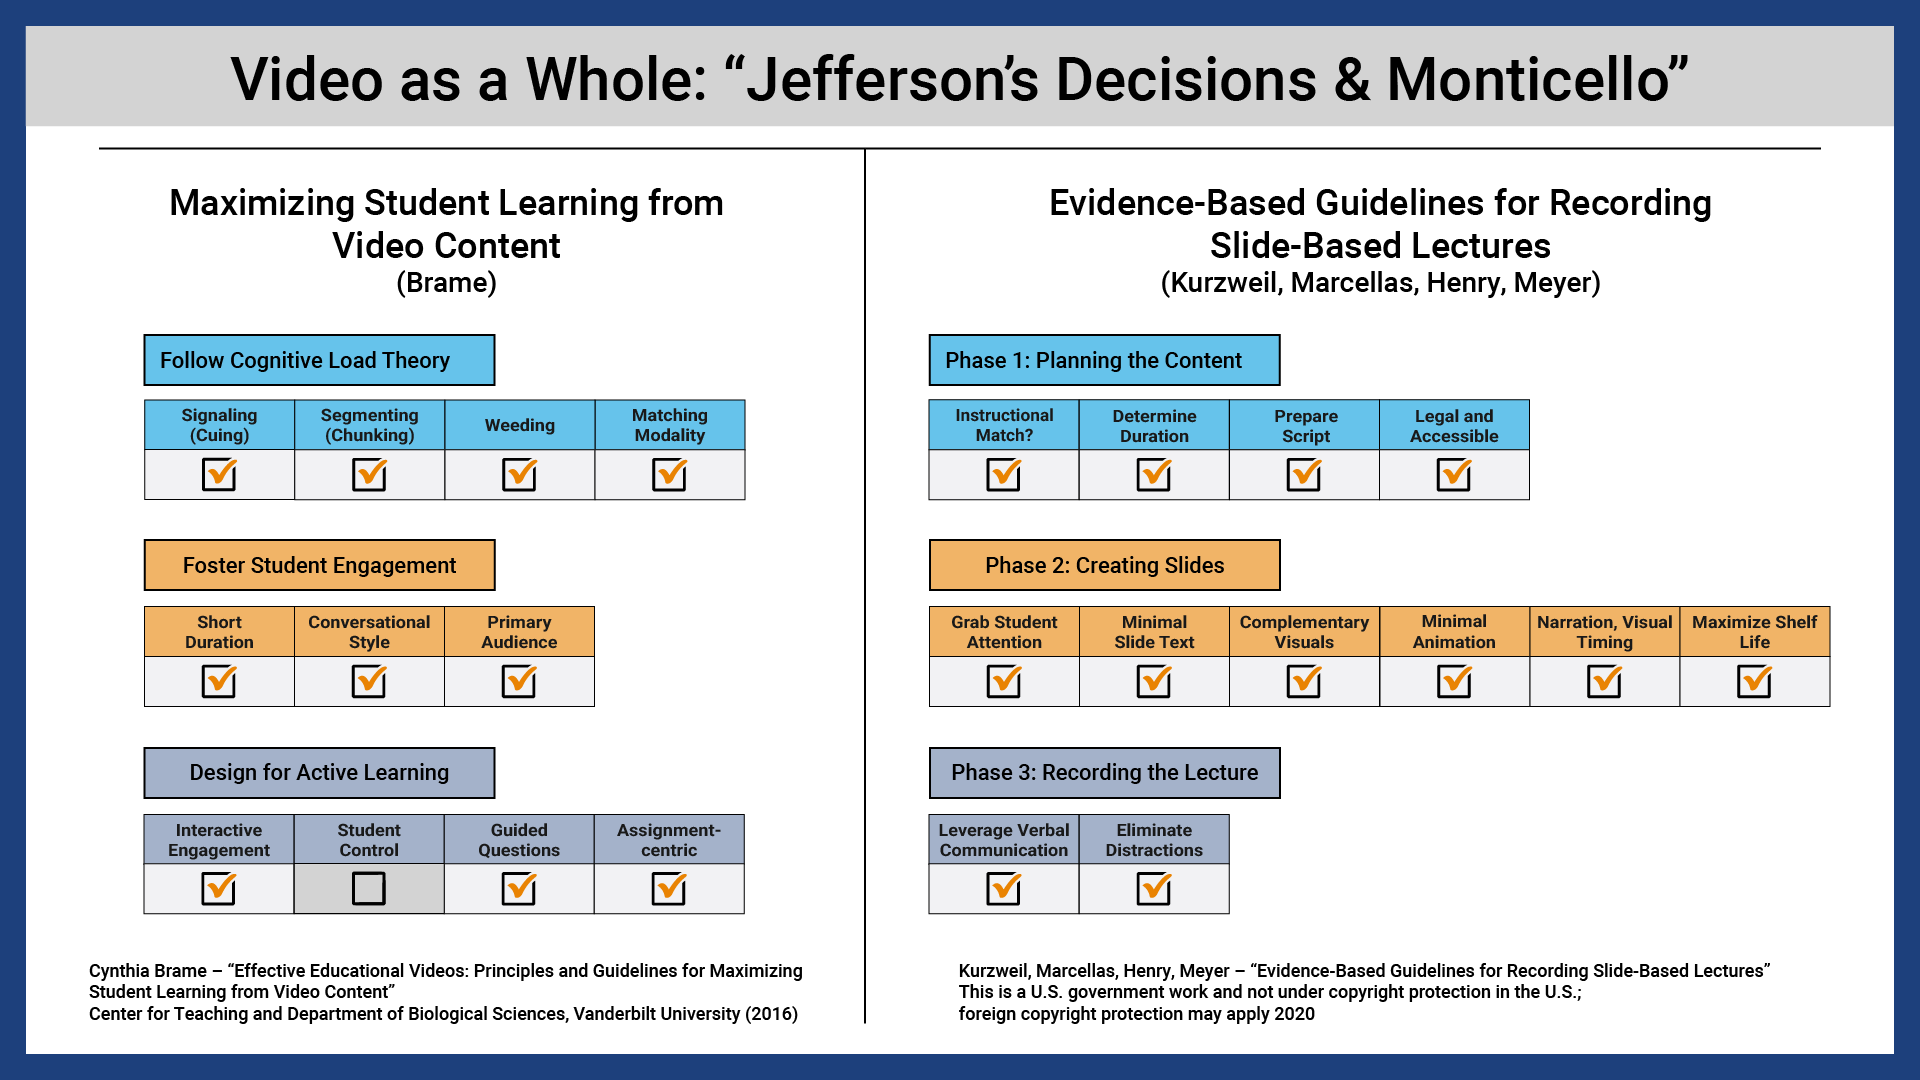 Video as a Whole: “Jefferson’s Decisions & Monticello”
Maximizing Student Learning from
Video Content
(Brame)
Follow Cognitive Load Theory
Signaling
(Cuing)
Segmenting
(Chunking)
Weeding
Matching
Modality
Foster Student Engagement
Short
Duration
Conversational
Style
Primary
Audience
Design for Active Learning
Interactive
Engagement
Student
Control
Guided
Questions
Assignment-
centric
Cynthia Brame – “Effective Educational Videos: Principles and Guidelines for Maximizing
Student Learning from Video Content”
Center for Teaching and Department of Biological Sciences, Vanderbilt University (2016)
Evidence-Based Guidelines for Recording
Slide-Based Lectures
(Kurzweil, Marcellas, Henry, Meyer)
Phase 1: Planning the Content
Instructional
Match?
Determine
Duration
Prepare
Script
Legal and
Accessible
Phase 2: Creating Slides
Grab Student
Attention
Minimal
Slide Text
Complementary
Visuals
Minimal
Animation
Narration, Visual
Timing
Maximize Shelf
Life
Phase 3: Recording the Lecture
Leverage Verbal
Communication
Eliminate
Distractions
Kurzweil, Marcellas, Henry, Meyer – “Evidence-Based Guidelines for Recording Slide-Based Lectures”
This is a U.S. government work and not under copyright protection in the U.S.;
foreign copyright protection may apply 2020